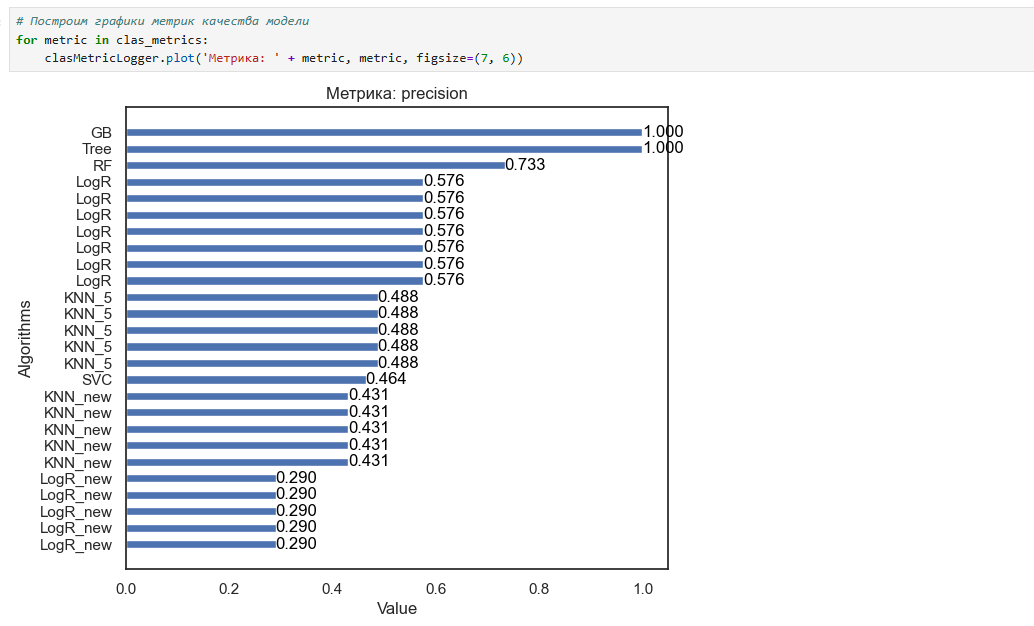 # Построим графики метрик качества модели
for metric in clas_metrics:
clasMetricLogger.plot('Метрика: ' + metric, metric, figsize=(7, 6))
Метрика: precision
GB 1.000
Tree 1.000
RF 0.733
LogR 0.576
LogR 0.576
LogR 0.576
LogR 0.576
LogR 0.576
LogR 0.576
LogR 0.576
KNN_5 0.488
KNN_5 0.488
KNN_5 0.488
KNN_5 0.488
KNN_5 0.488
SVC 0.464
KNN_new 0.431
KNN_new 0.431
KNN_new 0.431
KNN_new 0.431
KNN_new 0.431
LogR_new 0.290
LogR_new 0.290
LogR_new 0.290
LogR_new 0.290
LogR_new 0.290
Algorithms
0.0 0.2 0.4 0.6 0.8 1.0
Value